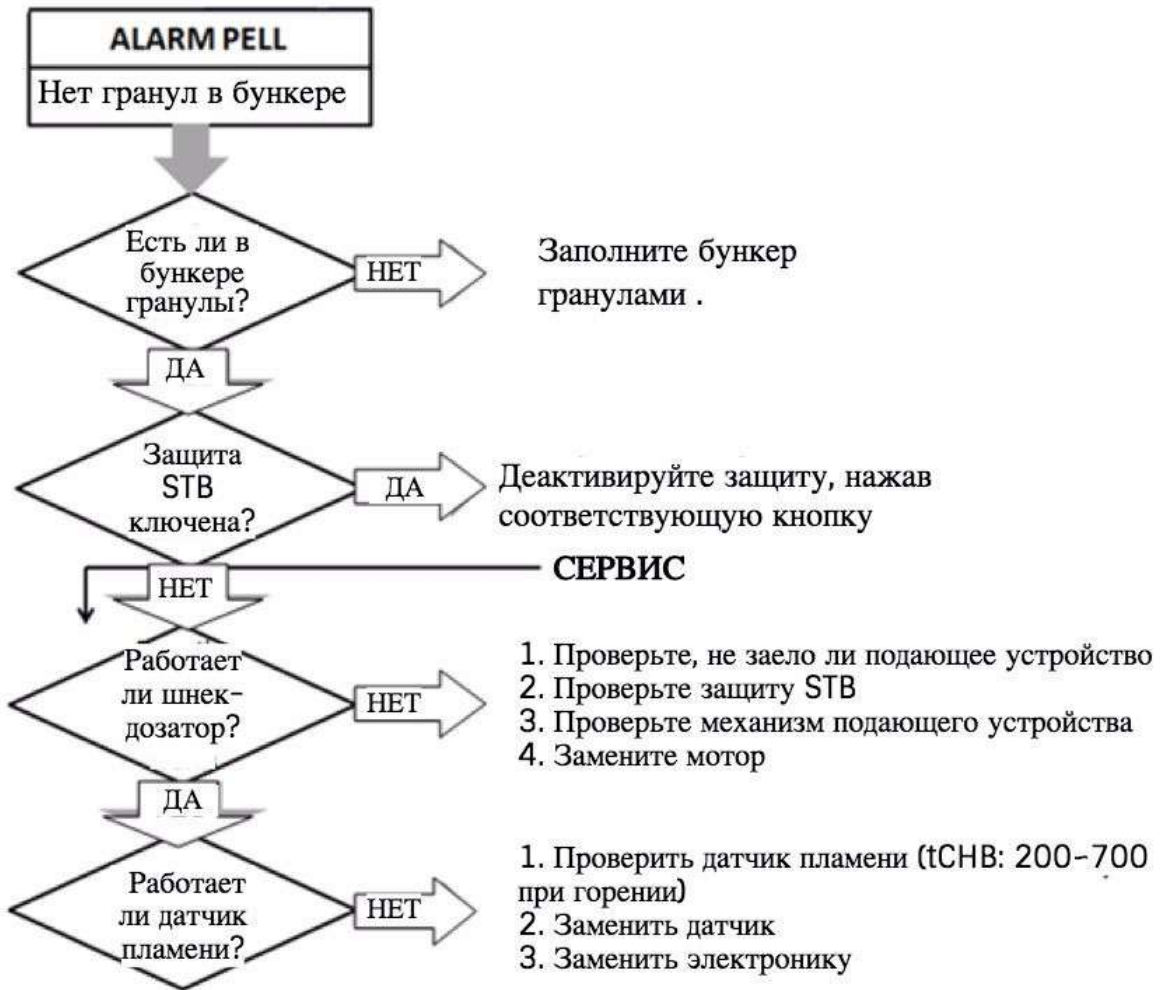 ALARM PELL
Нет гранул в бункере
Есть ли в
бункере
гранулы?
НЕТ
Заполните бункер
гранулами .
ДА
Защита
STB
ключена?
ДА
Деактивируйте защиту, нажав
соответствующую кнопку
СЕРВИС
НЕТ
Работает
ли шнек-
дозатор?
НЕТ
1. Проверьте, не заело ли подающее устройство
2. Проверьте защиту STB
3. Проверьте механизм подающего устройства
4. Замените мотор
ДА
Работает
ли датчик
пламени?
НЕТ
1. Проверить датчик пламени (tCHB: 200-700
при горении)
2. Заменить датчик
3. Заменить электронику